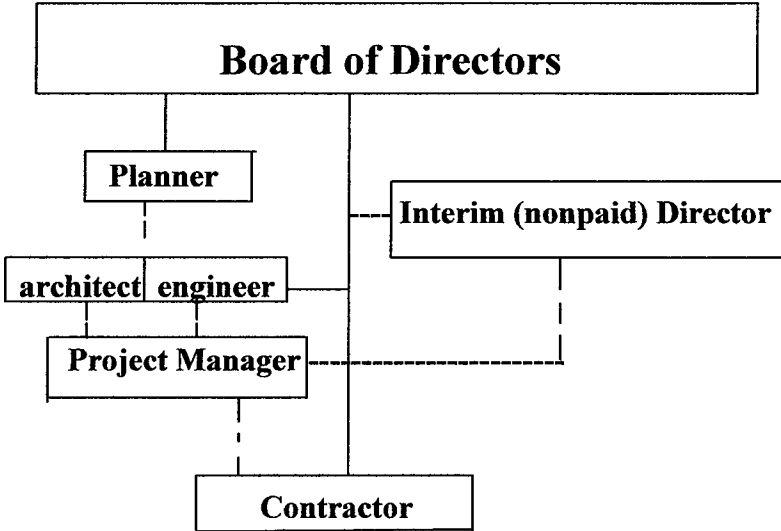 Board of Directors
Planner
Interim (nonpaid) Director
architect engineer
Project Manager
Contractor